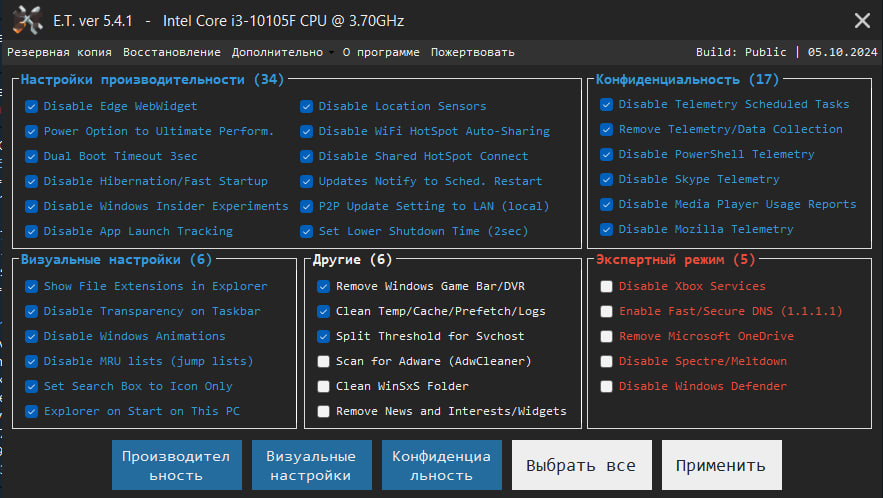 E.T. ver 5.4.1 - Intel Core i3-10105F CPU @ 3.70GHz
Резервная копия Восстановление Дополнительно О программе Пожертвовать Build: Public | 05.10.2024
Настройки производительности (34)
Disable Edge WebWidget
Power Option to Ultimate Perform.
Dual Boot Timeout 3sec
Disable Hibernation/Fast Startup
Disable Windows Insider Experiments
Disable App Launch Tracking
Disable Location Sensors
Disable WiFi HotSpot Auto-Sharing
Disable Shared HotSpot Connect
Updates Notify to Sched. Restart
P2P Update Setting to LAN (local)
Set Lower Shutdown Time (2sec)
Конфиденциальность (17)
Disable Telemetry Scheduled Tasks
Remove Telemetry/Data Collection
Disable PowerShell Telemetry
Disable Skype Telemetry
Disable Media Player Usage Reports
Disable Mozilla Telemetry
Визуальные настройки (6)
Show File Extensions in Explorer
Disable Transparency on Taskbar
Disable Windows Animations
Disable MRU lists (jump lists)
Set Search Box to Icon Only
Explorer on Start on This PC
Другие (6)
Remove Windows Game Bar/DVR
Clean Temp/Cache/Prefetch/Logs
Split Threshold for Svchost
Scan for Adware (AdwCleaner)
Clean WinSxS Folder
Remove News and Interests/Widgets
Экспертный режим (5)
Disable Xbox Services
Enable Fast/Secure DNS (1.1.1.1)
Remove Microsoft OneDrive
Disable Spectre/Meltdown
Disable Windows Defender
Производител
ьность
Визуальные
настройки
Конфиденциа
льность
Выбрать все
Применить